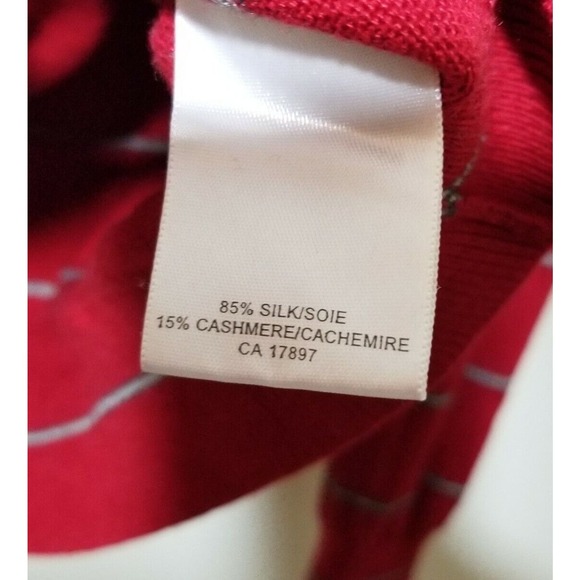 85% SILK/SOIE
15% CASHMERE/CACHEMIRE
CA 17897